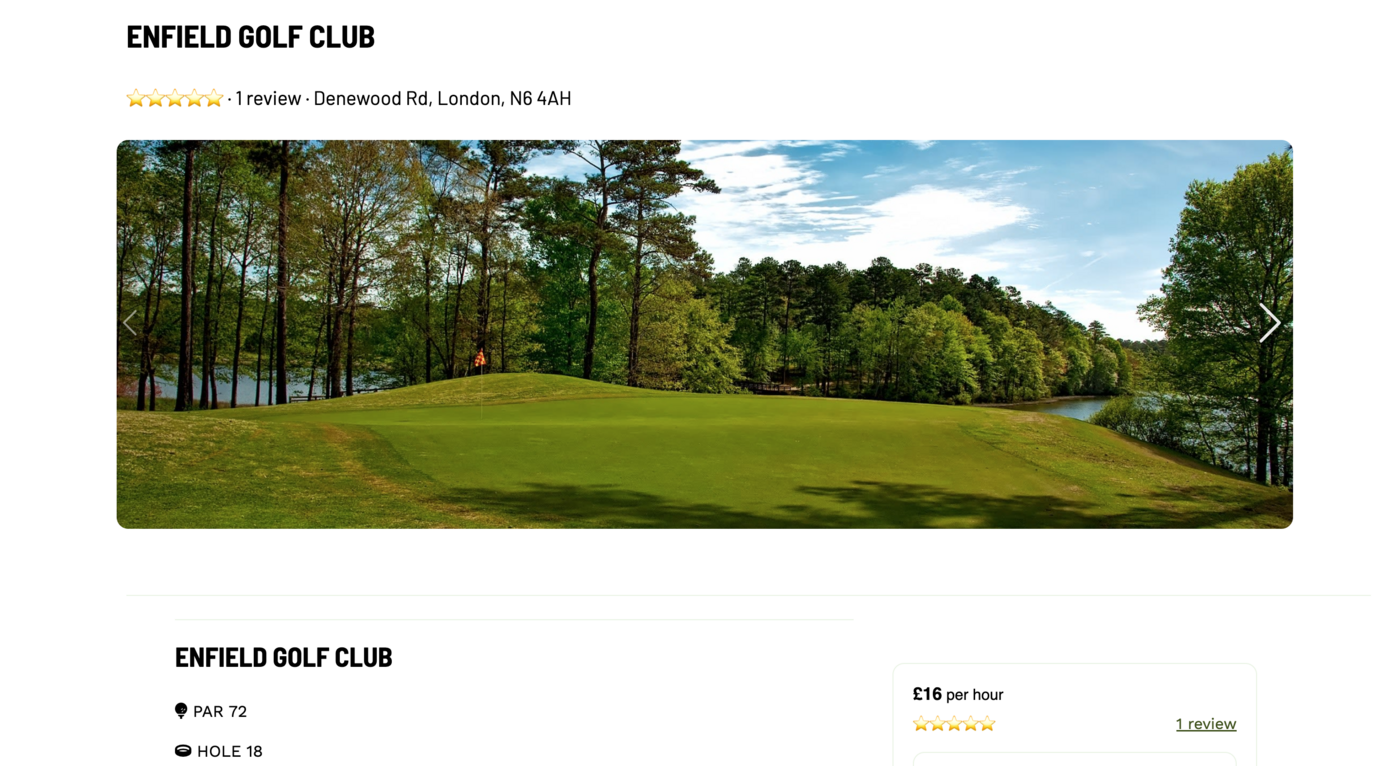 ENFIELD GOLF CLUB
· 1 review · Denewood Rd, London, N6 4AH
ENFIELD GOLF CLUB
PAR 72
HOLE 18
£16 per hour
1 review